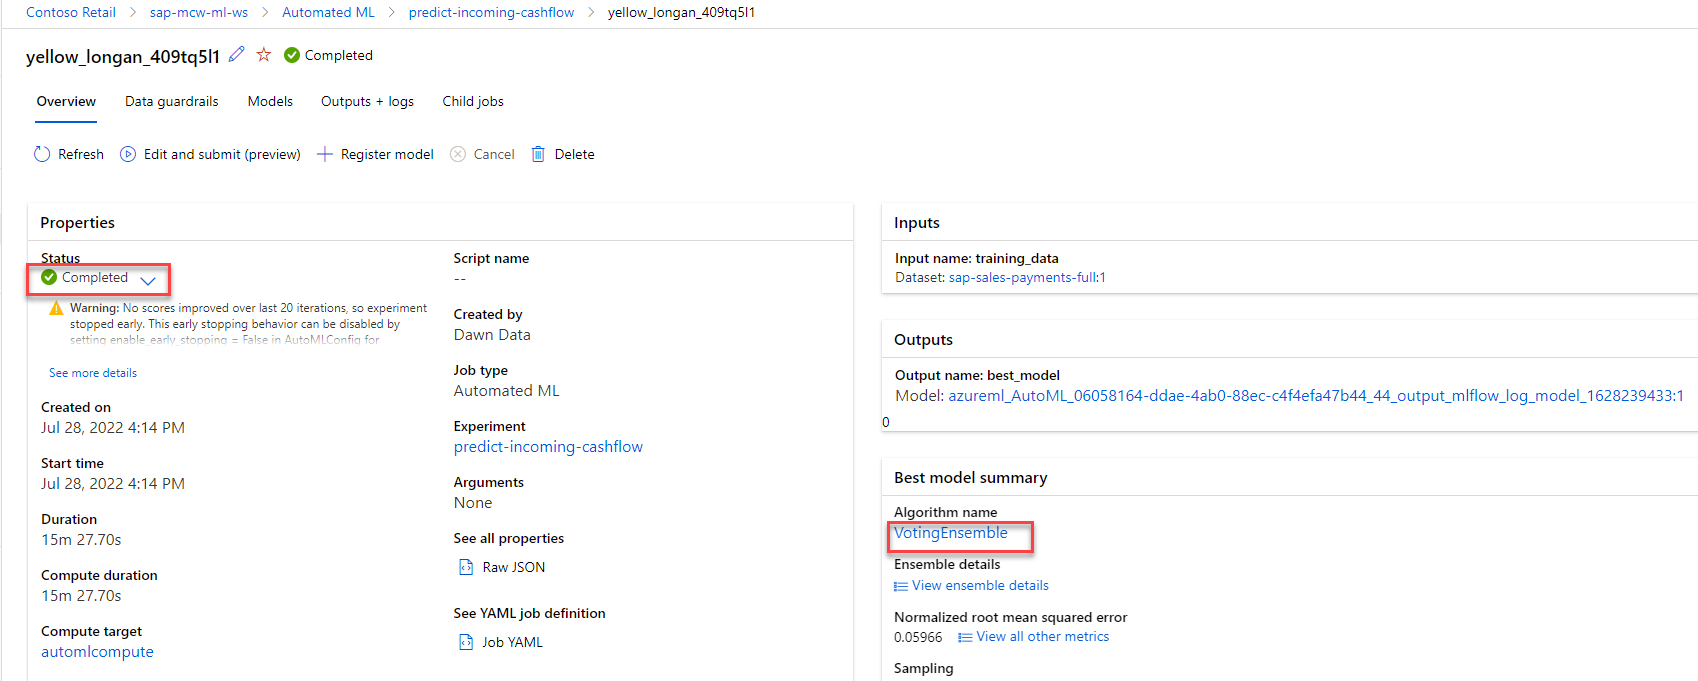 Contoso Retail > sap-mcw-ml-ws > Automated ML > predict-incoming-cashflow > yellow_longan_409tq5l1
yellow_longan_409tq5l1 Completed
Overview Data guardrails Models Outputs + logs Child jobs
Refresh Edit and submit (preview) Register model Cancel Delete
Properties
Status
Completed
Warning: No scores improved over last 20 iterations, so experiment
stopped early. This early stopping behavior can be disabled by
setting enable_early_stopping = False in AutoMLConfig for
See more details
Created on
Jul 28, 2022 4:14 PM
Start time
Jul 28, 2022 4:14 PM
Duration
15m 27.70s
Compute duration
15m 27.70s
Compute target
automlcompute
Script name
--
Created by
Dawn Data
Job type
Automated ML
Experiment
predict-incoming-cashflow
Arguments
None
See all properties
Raw JSON
See YAML job definition
Job YAML
Inputs
Input name: training_data
Dataset: sap-sales-payments-full:1
Outputs
Output name: best_model
Model: azureml_AutoML_06058164-ddae-4ab0-88ec-c4f4efa47b44_44_output_mlflow_log_model_1628239433:1
0
Best model summary
Algorithm name
VotingEnsemble
Ensemble details
View ensemble details
Normalized root mean squared error
0.05966 View all other metrics
Sampling